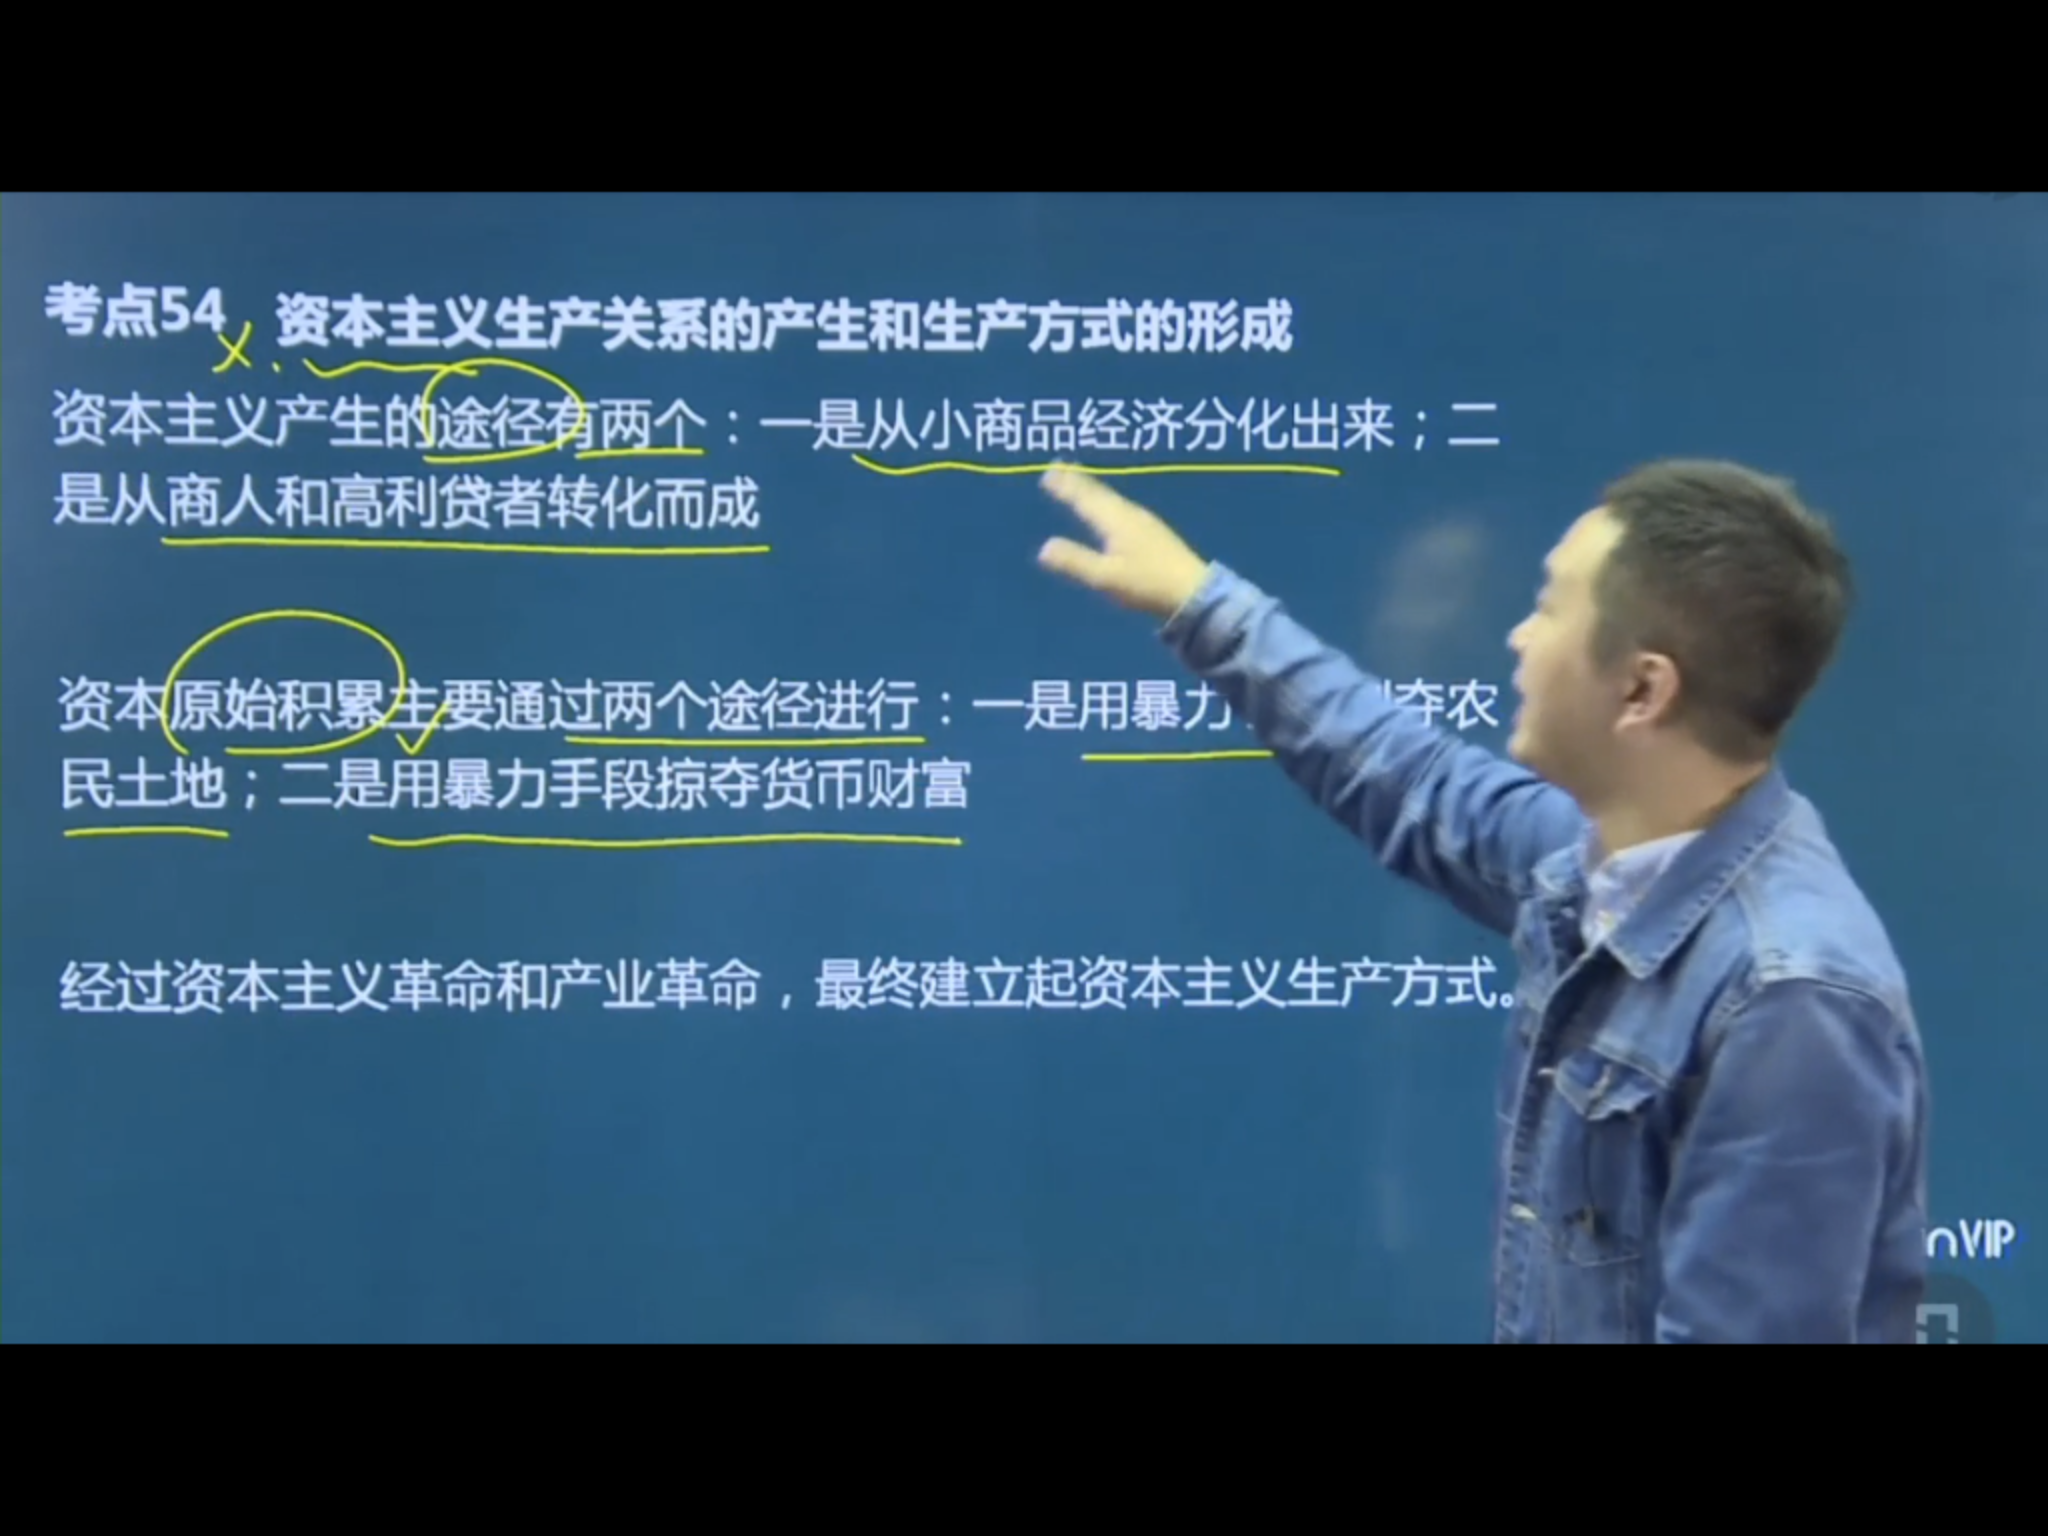 考点54 资本主义生产关系的产生和生产方式的形成
x.
资本主义产生的途径有两个：一是从小商品经济分化出来；二
是从商人和高利贷者转化而成
资本原始积累主要通过两个途径进行：一是用暴力 夺农
民土地；二是用暴力手段掠夺货币财富
经过资本主义革命和产业革命，最终建立起资本主义生产方式。
VIP